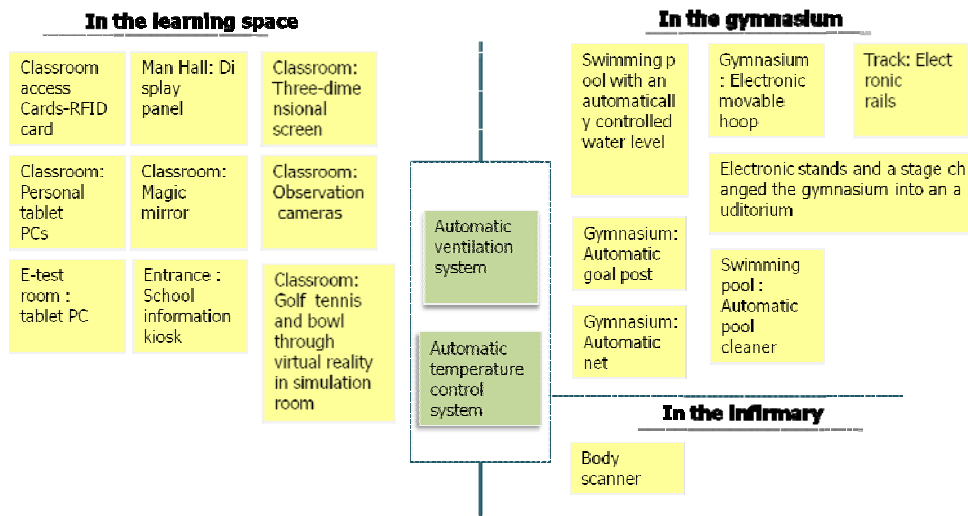 In the learning space
Classroom
access
Cards-RFID
card
Man Hall: Di
splay
panel
Classroom:
Three-dime
nsional
screen
Classroom:
Personal
tablet
PCs
Classroom:
Magic
mirror
Classroom:
Observation
cameras
E-test
room :
tablet PC
Entrance :
School
information
kiosk
Classroom:
Golf tennis
and bowl
through
virtual reality
in simulation
room
Automatic
ventilation
system
Automatic
temperature
control
system
In the gymnasium
Swimming p
ool with an
automaticall
y controlled
water level
Gymnasium
: Electronic
movable
hoop
Track: Elect
ronic
rails
Electronic stands and a stage ch
anged the gymnasium into an a
uditorium
Gymnasium:
Automatic
goal post
Swimming
pool :
Automatic
pool
cleaner
Gymnasium:
Automatic
net
In the infirmary
Body
scanner